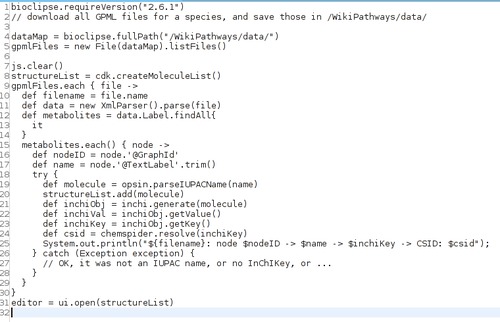 1 bioclipse.requireVersion("2.6.1")
2 // download all GPML files for a species, and save those in /WikiPathways/data/
3
4 dataMap = bioclipse.fullPath("/WikiPathways/data/")
5 gpmlFiles = new File(dataMap).listFiles()
6
7 js.clear()
8 structureList = cdk.createMoleculeList()
9 gpmlFiles.each { file ->
10 def filename = file.name
11 def data = new XmlParser().parse(file)
12 def metabolites = data.Label.findAll{
13 it
14 }
15 metabolites.each() { node ->
16 def nodeID = node.'@GraphId'
17 def name = node.'@TextLabel'.trim()
18 try {
19 def molecule = opsin.parseIUPACName(name)
20 structureList.add(molecule)
21 def inchiObj = inchi.generate(molecule)
22 def inchiVal = inchiObj.getValue()
23 def inchiKey = inchiObj.getKey()
24 def csid = chemspider.resolve(inchiKey)
25 System.out.println("${filename}: node $nodeID -> $name -> $inchiKey -> CSID: $csid");
26 } catch (Exception exception) {
27 // OK, it was not an IUPAC name, or no InChIKey, or ...
28 }
29 }
30 }
31 editor = ui.open(structureList)
32